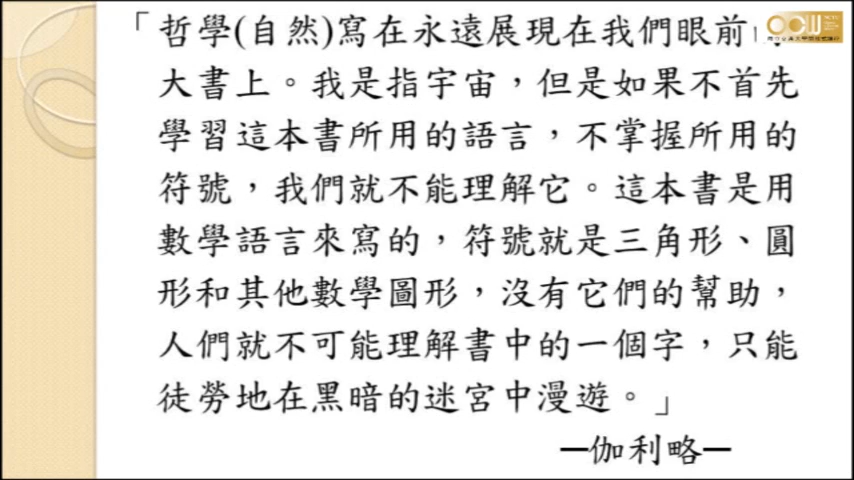 「哲學(自然)寫在永遠展現在我們眼前
大書上。我是指宇宙，但是如果不首先
學習這本書所用的語言，不掌握所用的
符號，我們就不能理解它。這本書是用
數學語言來寫的，符號就是三角形、圓
形和其他數學圖形，沒有它們的幫助，
人們就不可能理解書中的一個字，只能
徒勞地在黑暗的迷宮中漫遊。」
—伽利略—
OCW